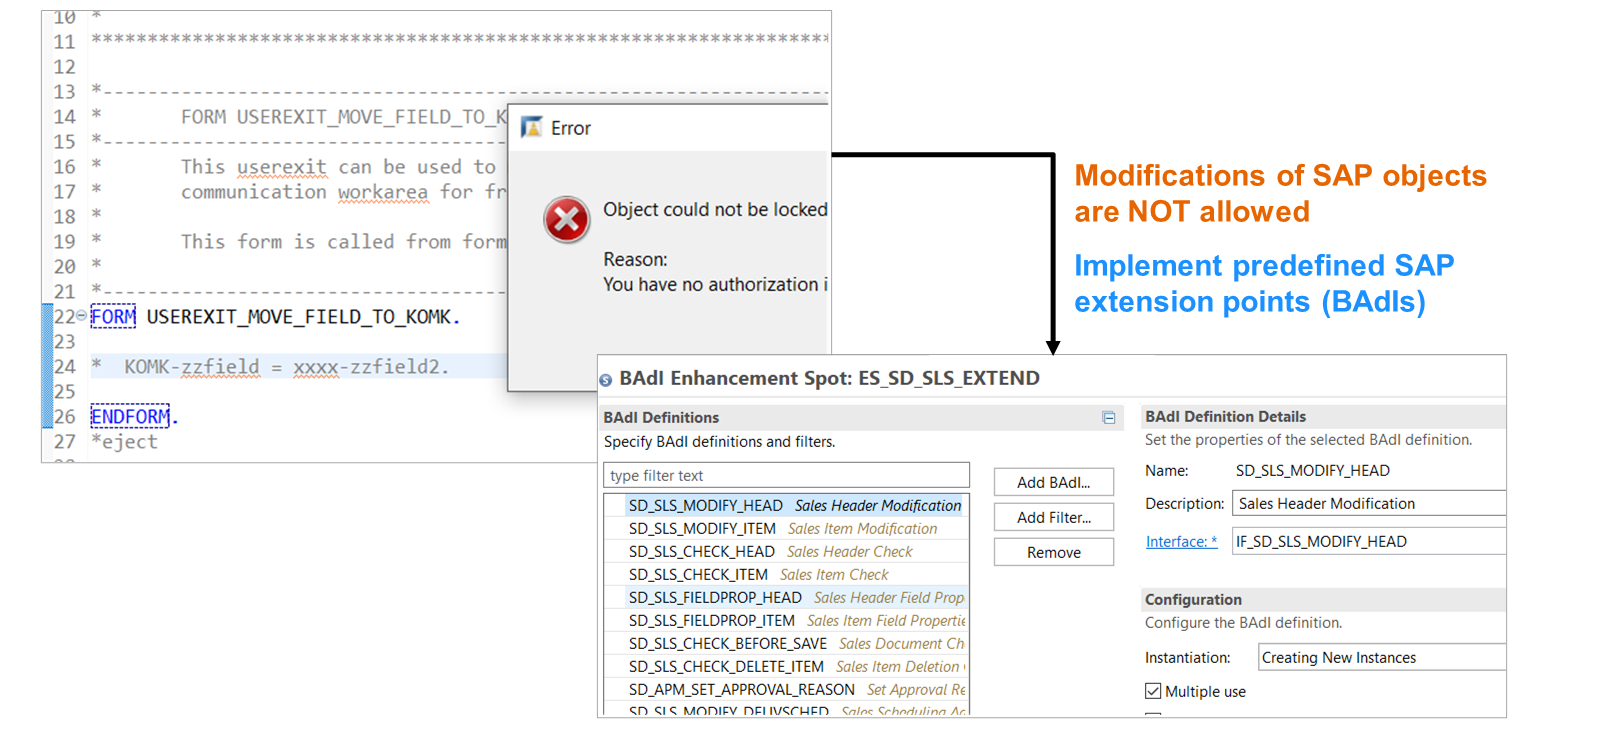 10 *
11 ******************************************************************
12
13 *-----------------------------------------------------------------
14 * FORM USEREXIT_MOVE_FIELD_TO_K
15 *-------------------------------------
16 * This userexit can be used to
17 * communication workarea for fr
18 *
19 * This form is called from form
20 *
21 *-------------------------------------
22 FORM USEREXIT_MOVE_FIELD_TO_KOMK.
23
24 * KOMK-zzfield = xxxx-zzfield2.
25
26 ENDFORM.
27 *eject
Error
Object could not be locked
Reason:
You have no authorization i
Modifications of SAP objects
are NOT allowed
Implement predefined SAP
extension points (BAdIs)
BAdI Enhancement Spot: ES_SD_SLS_EXTEND
BAdI Definitions
Specify BAdI definitions and filters.
type filter text
SD_SLS_MODIFY_HEAD Sales Header Modification
SD_SLS_MODIFY_ITEM Sales Item Modification
SD_SLS_CHECK_HEAD Sales Header Check
SD_SLS_CHECK_ITEM Sales Item Check
SD_SLS_FIELDPROP_HEAD Sales Header Field Prop
SD_SLS_FIELDPROP_ITEM Sales Item Field Propertie
SD_SLS_CHECK_BEFORE_SAVE Sales Document Ch
SD_SLS_CHECK_DELETE_ITEM Sales Item Deletion
SD_APM_SET_APPROVAL_REASON Set Approval Re
SD_SLS_MODIFY_DELIVSCHED Sales Scheduling Ag
Add BAdI...
Add Filter...
Remove
BAdI Definition Details
Set the properties of the selected BAdI definition.
Name: SD_SLS_MODIFY_HEAD
Description: Sales Header Modification
Interface: * IF_SD_SLS_MODIFY_HEAD
Configuration
Configure the BAdI definition.
Instantiation: Creating New Instances
Multiple use